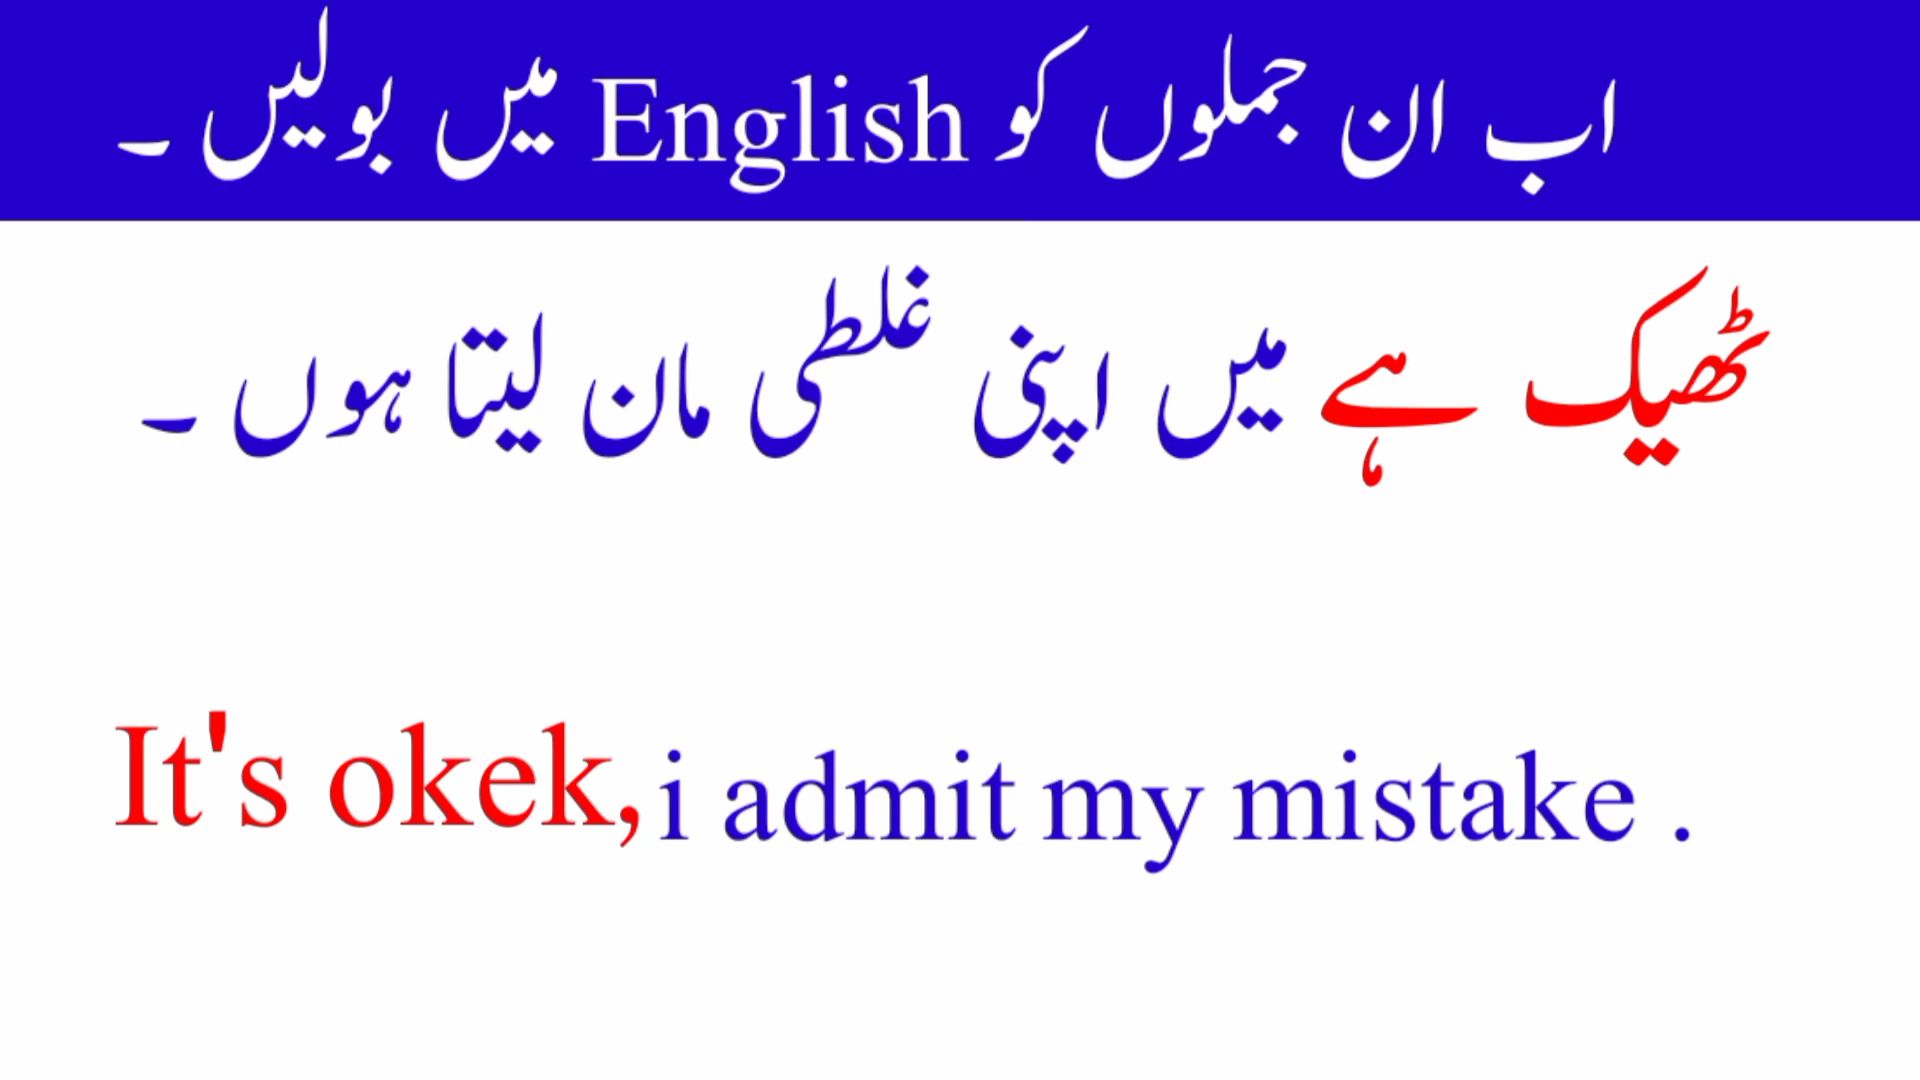 اب ان جملوں کو English میں بولیں ۔
ٹھیک ہے میں اپنی غلطی مان لیتا ہوں ۔
It's okek, i admit my mistake .